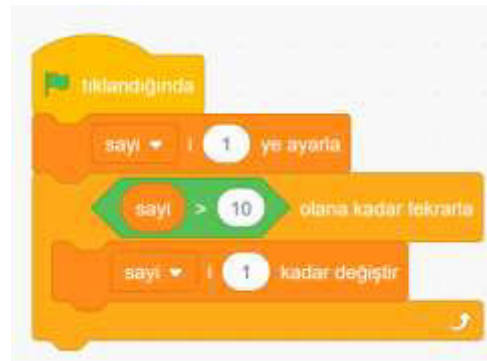 tıklandığında
sayı ı 1 ye ayarla
sayı > 10 olana kadar tekrarla
sayı ı 1 kadar değiştir